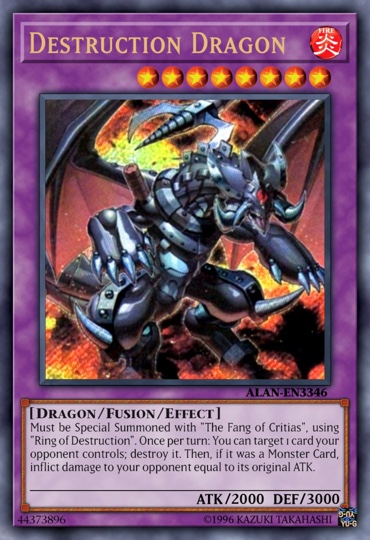 DESTRUCTION DRAGON
FIRE
炎
ALAN-EN3346
[DRAGON/FUSION/EFFECT]
Must be Special Summoned with "The Fang of Critias", using
"Ring of Destruction". Once per turn: You can target 1 card your
opponent controls; destroy it. Then, if it was a Monster Card,
inflict damage to your opponent equal to its original ATK.
ATK/2000 DEF/3000
44373896
©1996 KAZUKI TAKAHASHI